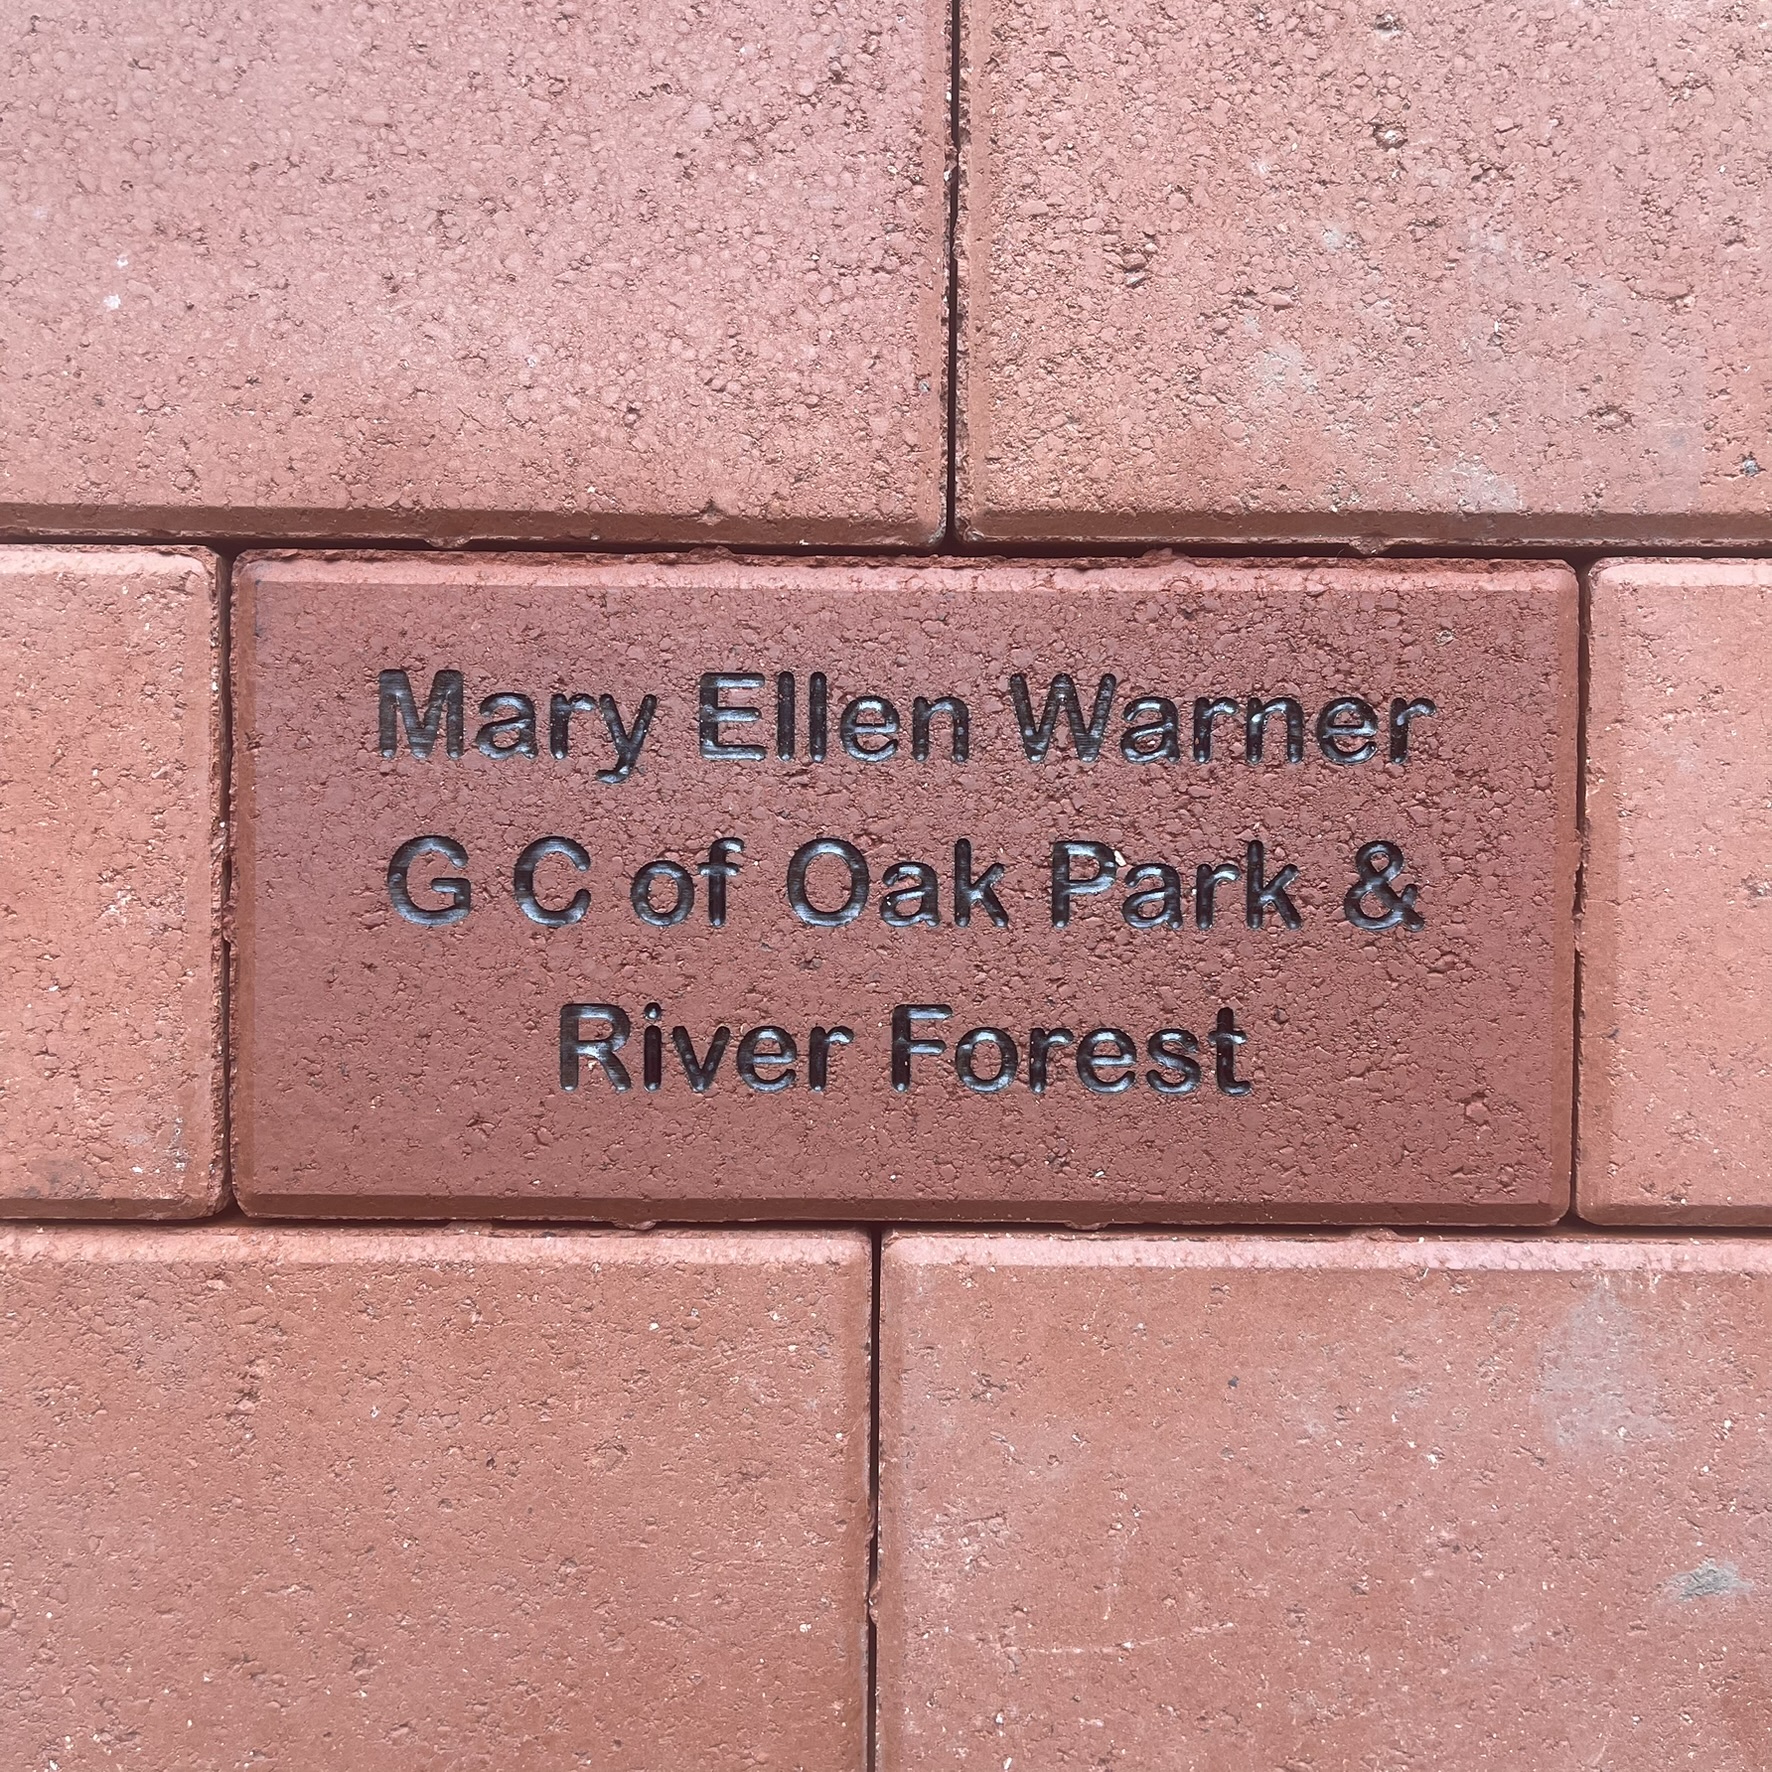 Mary Ellen Warner
G C of Oak Park &
River Forest